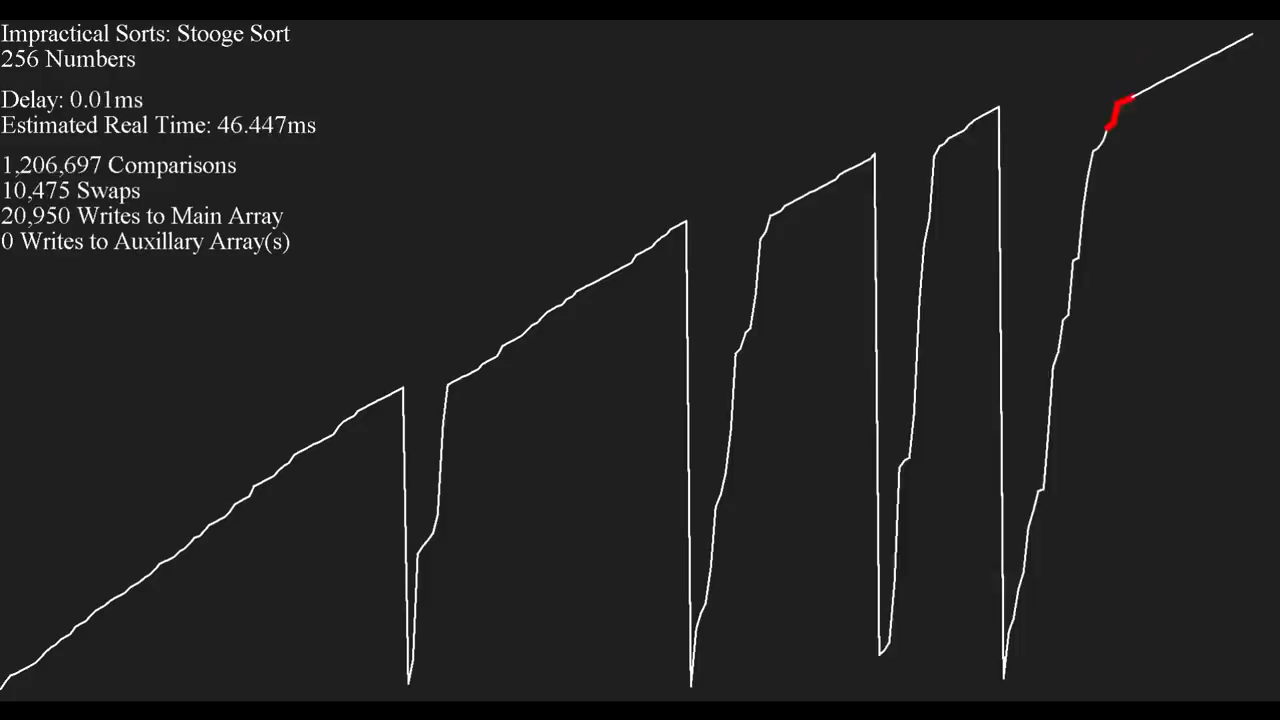 Impractical Sorts: Stooge Sort
256 Numbers
Delay: 0.01ms
Estimated Real Time: 46.447ms
1,206,697 Comparisons
10,475 Swaps
20,950 Writes to Main Array
0 Writes to Auxillary Array(s)